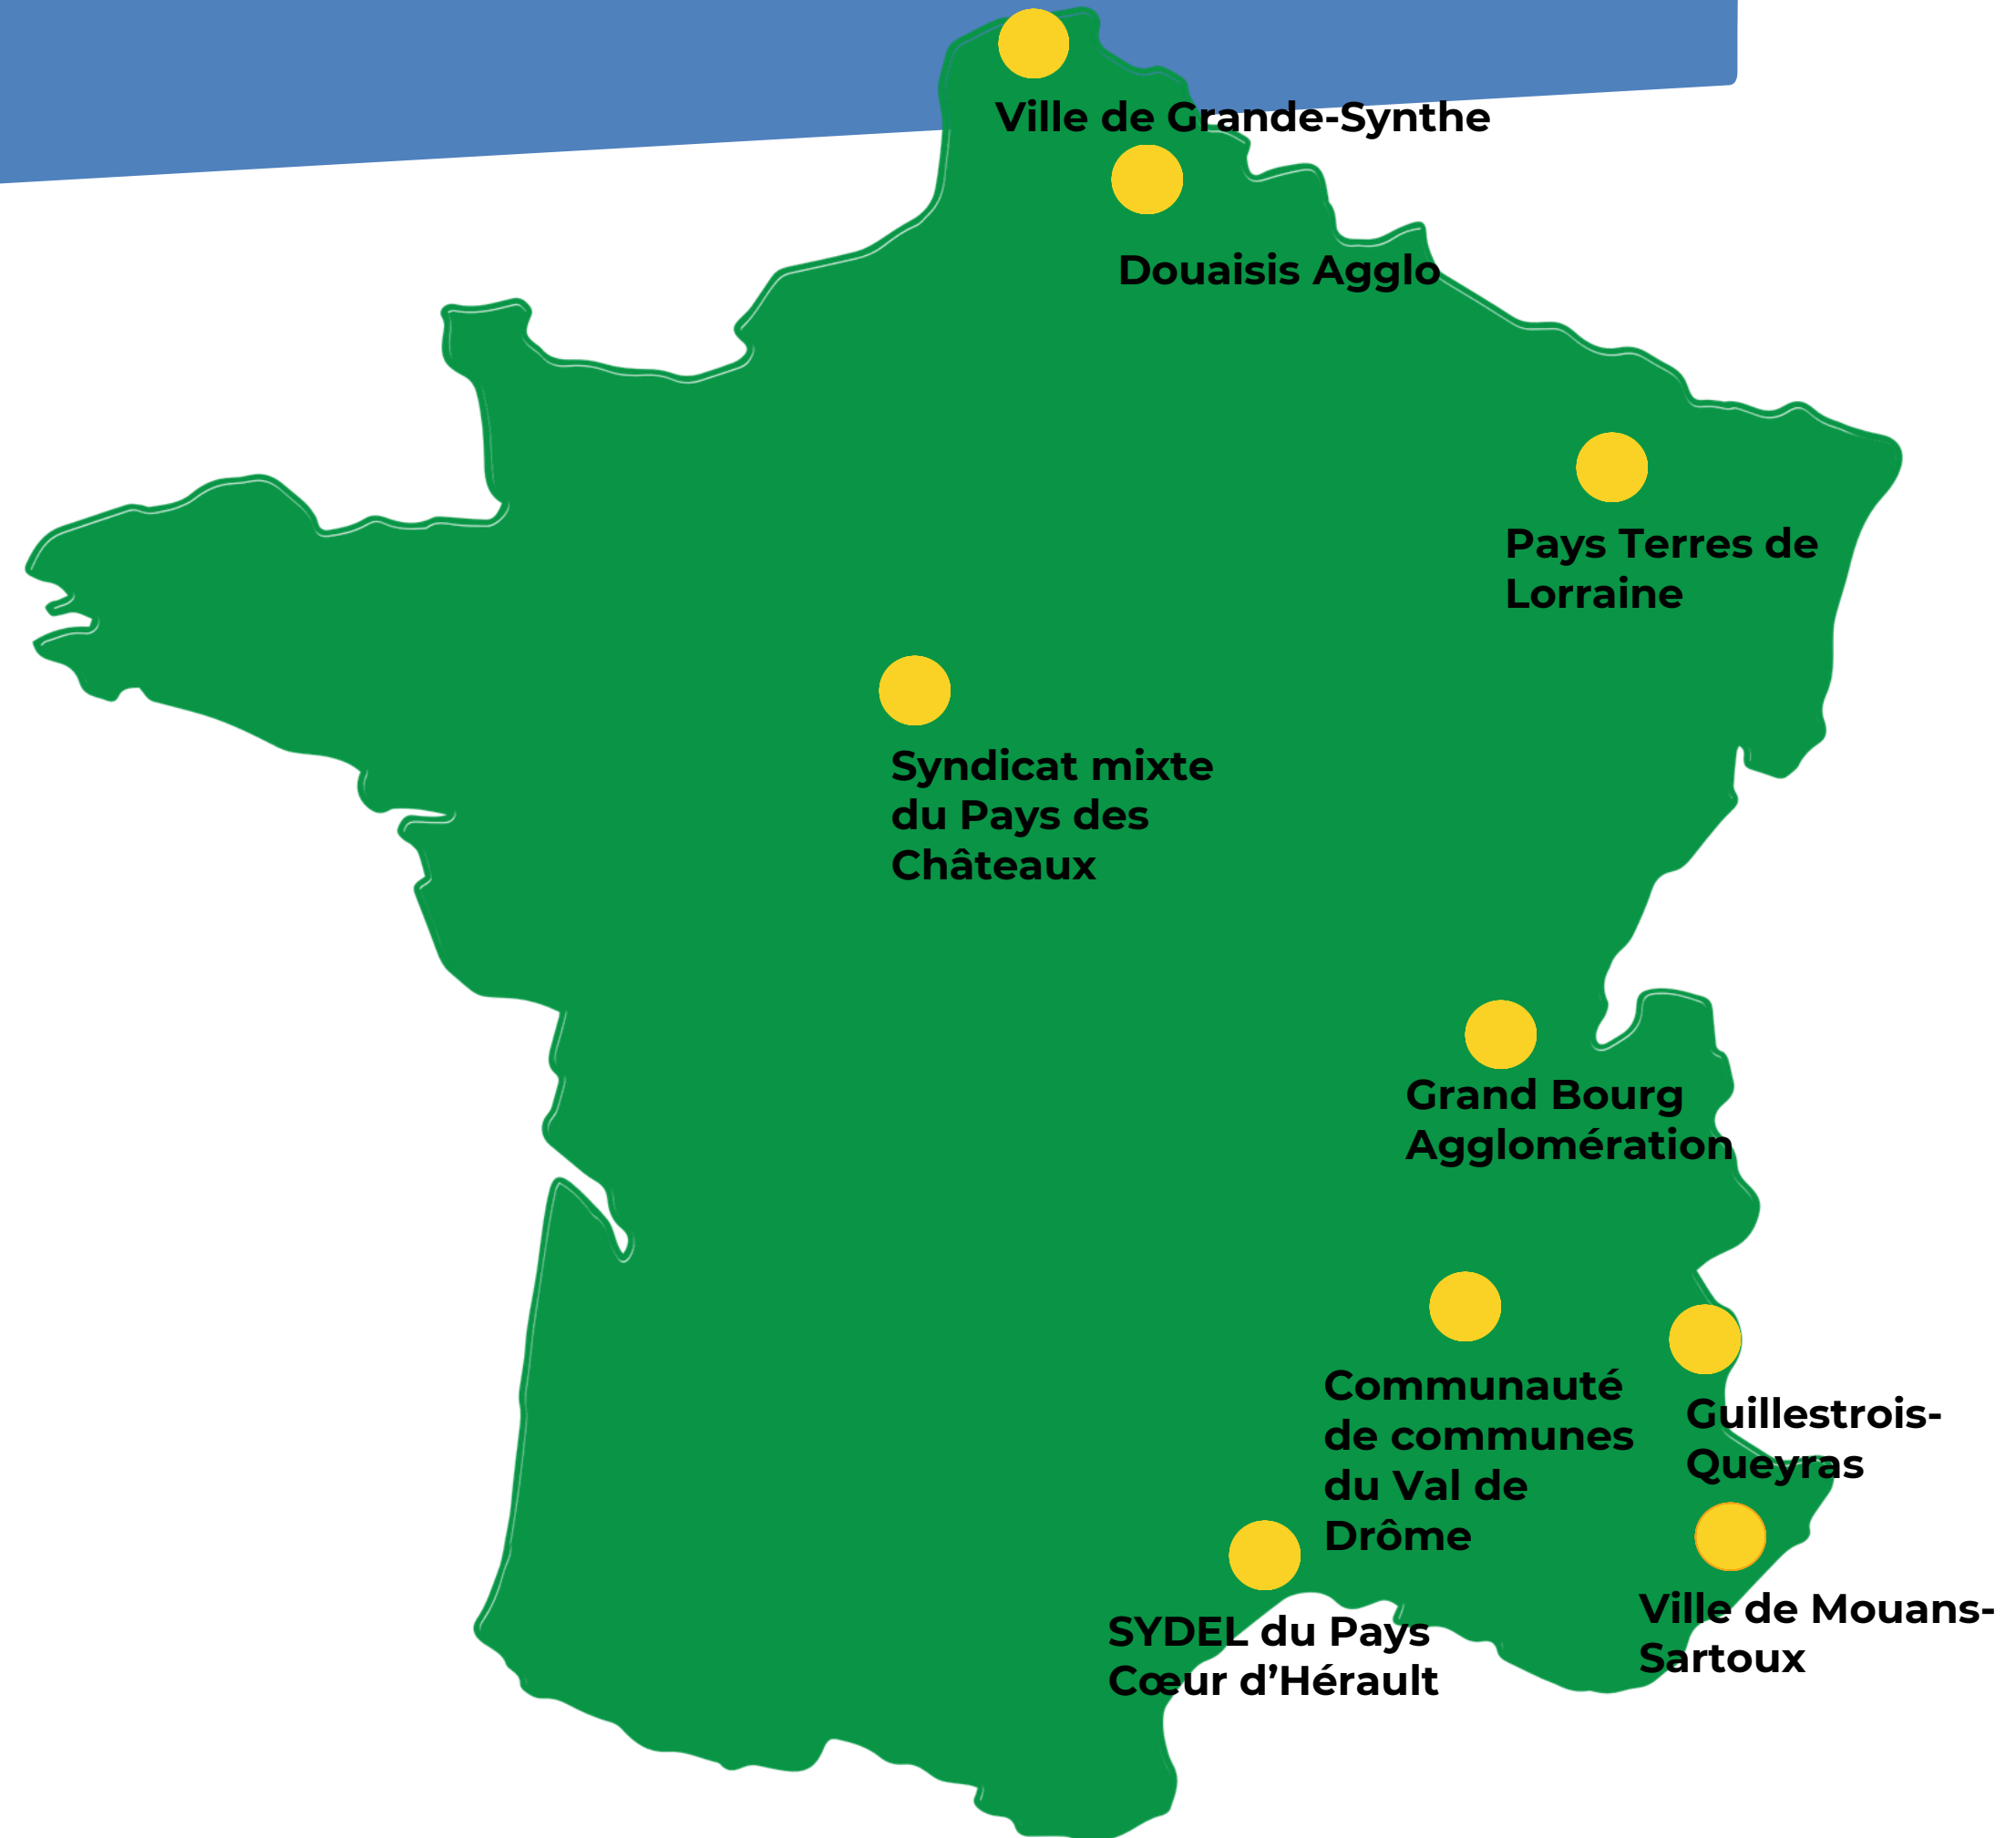 Ville de Grande-Synthe
Douaisis Agglo
Pays Terres de
Lorraine
Syndicat mixte
du Pays des
Châteaux
Grand Bourg
Agglomération
Communauté
de communes
du Val de
Drôme
Guillestrois-
Queyras
Ville de Mouans-
Sartoux
SYDEL du Pays
Cœur d’Hérault